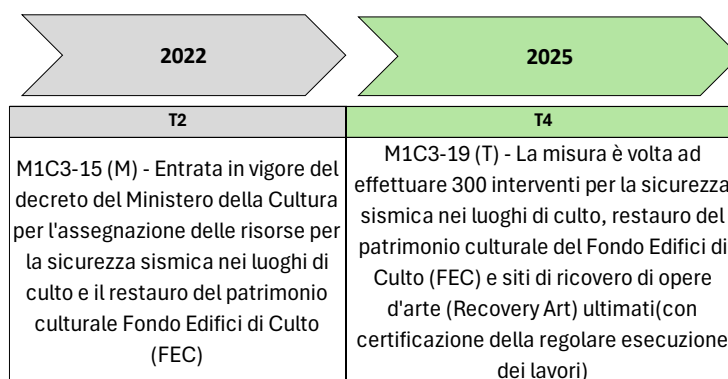 2022
2025
T2
T4
M1C3-15 (M) - Entrata in vigore del
decreto del Ministero della Cultura
per l'assegnazione delle risorse per
la sicurezza sismica nei luoghi di
culto e il restauro del patrimonio
culturale Fondo Edifici di Culto
(FEC)
M1C3-19 (T) - La misura è volta ad
effettuare 300 interventi per la sicurezza
sismica nei luoghi di culto, restauro del
patrimonio culturale del Fondo Edifici di
Culto (FEC) e siti di ricovero di opere
d'arte (Recovery Art) ultimati(con
certificazione della regolare esecuzione
dei lavori)